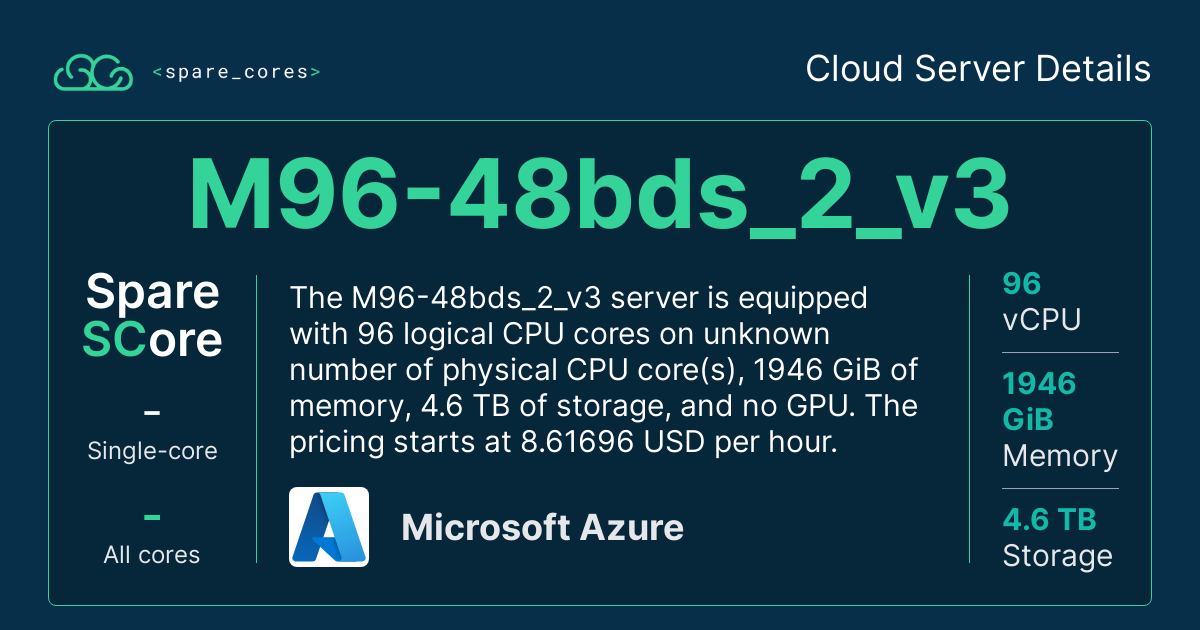 <spare_cores>
Cloud Server Details
M96-48bds_2_v3
Spare
SCore
–
Single-core
–
All cores
The M96-48bds_2_v3 server is equipped
with 96 logical CPU cores on unknown
number of physical CPU core(s), 1946 GiB of
memory, 4.6 TB of storage, and no GPU. The
pricing starts at 8.61696 USD per hour.
Microsoft Azure
96
vCPU
1946
GiB
Memory
4.6 TB
Storage